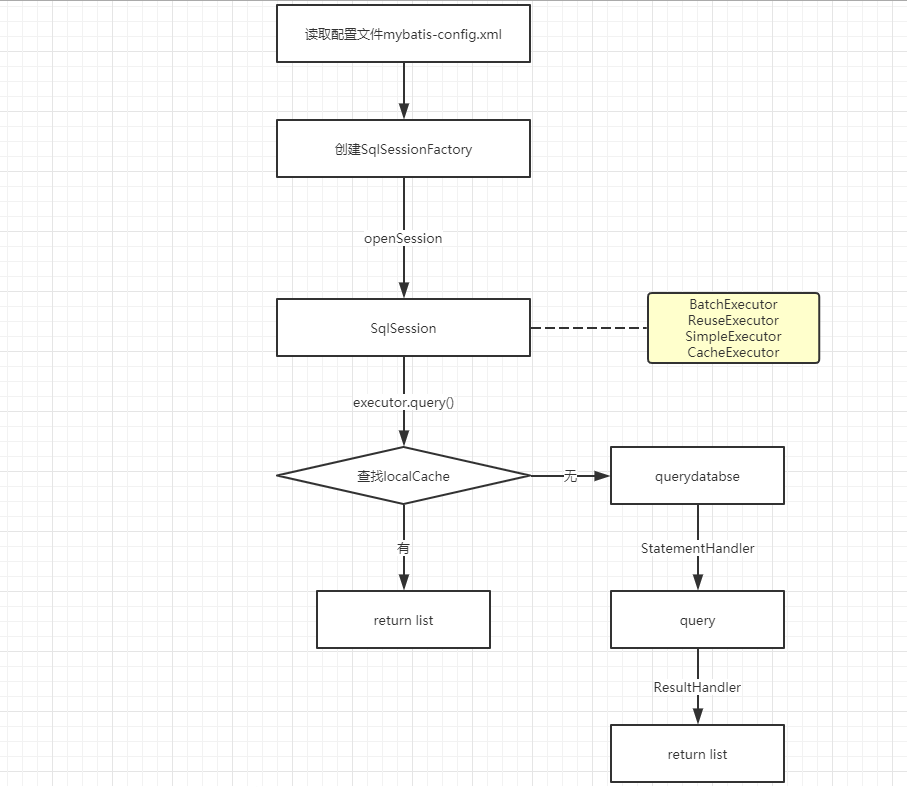 读取配置文件mybatis-config.xml
创建SqlSessionFactory
openSession
SqlSession
BatchExecutor
ReuseExecutor
SimpleExecutor
CacheExecutor
executor.query()
查找localCache
无
querydatabse
有
StatementHandler
return list
query
ResultHandler
return list